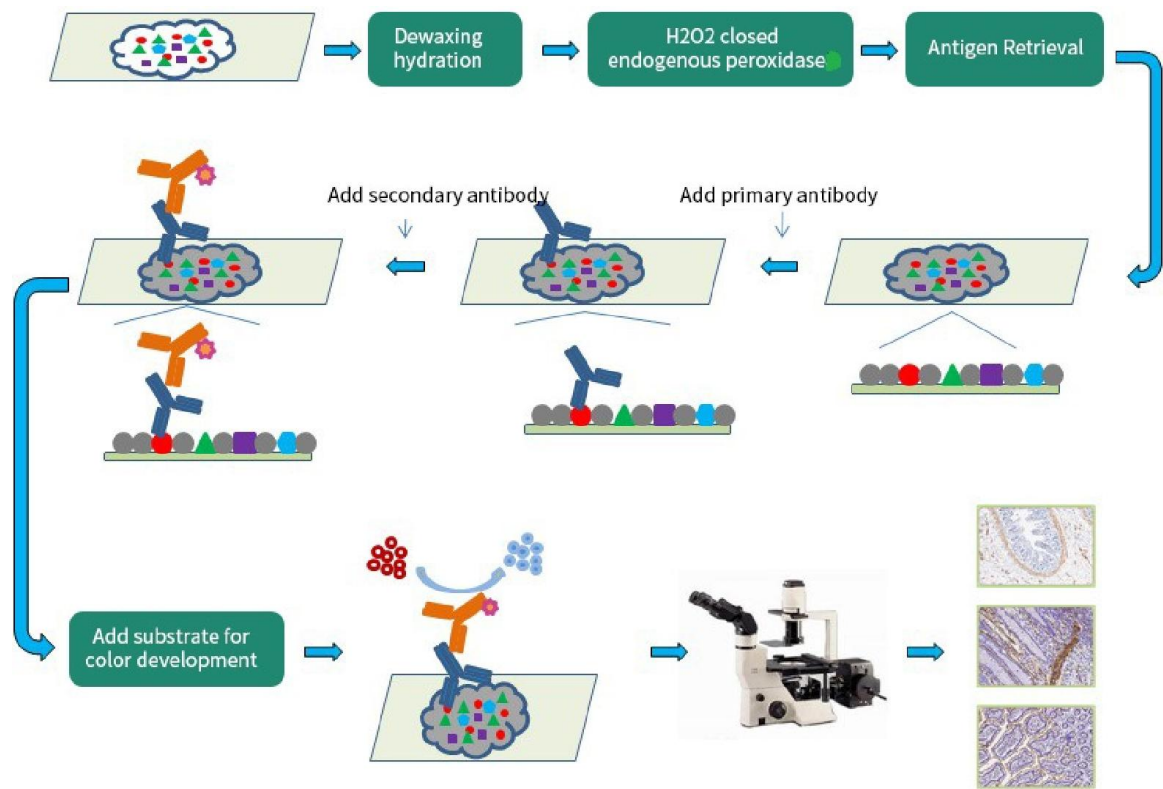 Dewaxing
hydration
H2O2 closed
endogenous peroxidase
Antigen Retrieval
Add secondary antibody
Add primary antibody
Add substrate for
color development